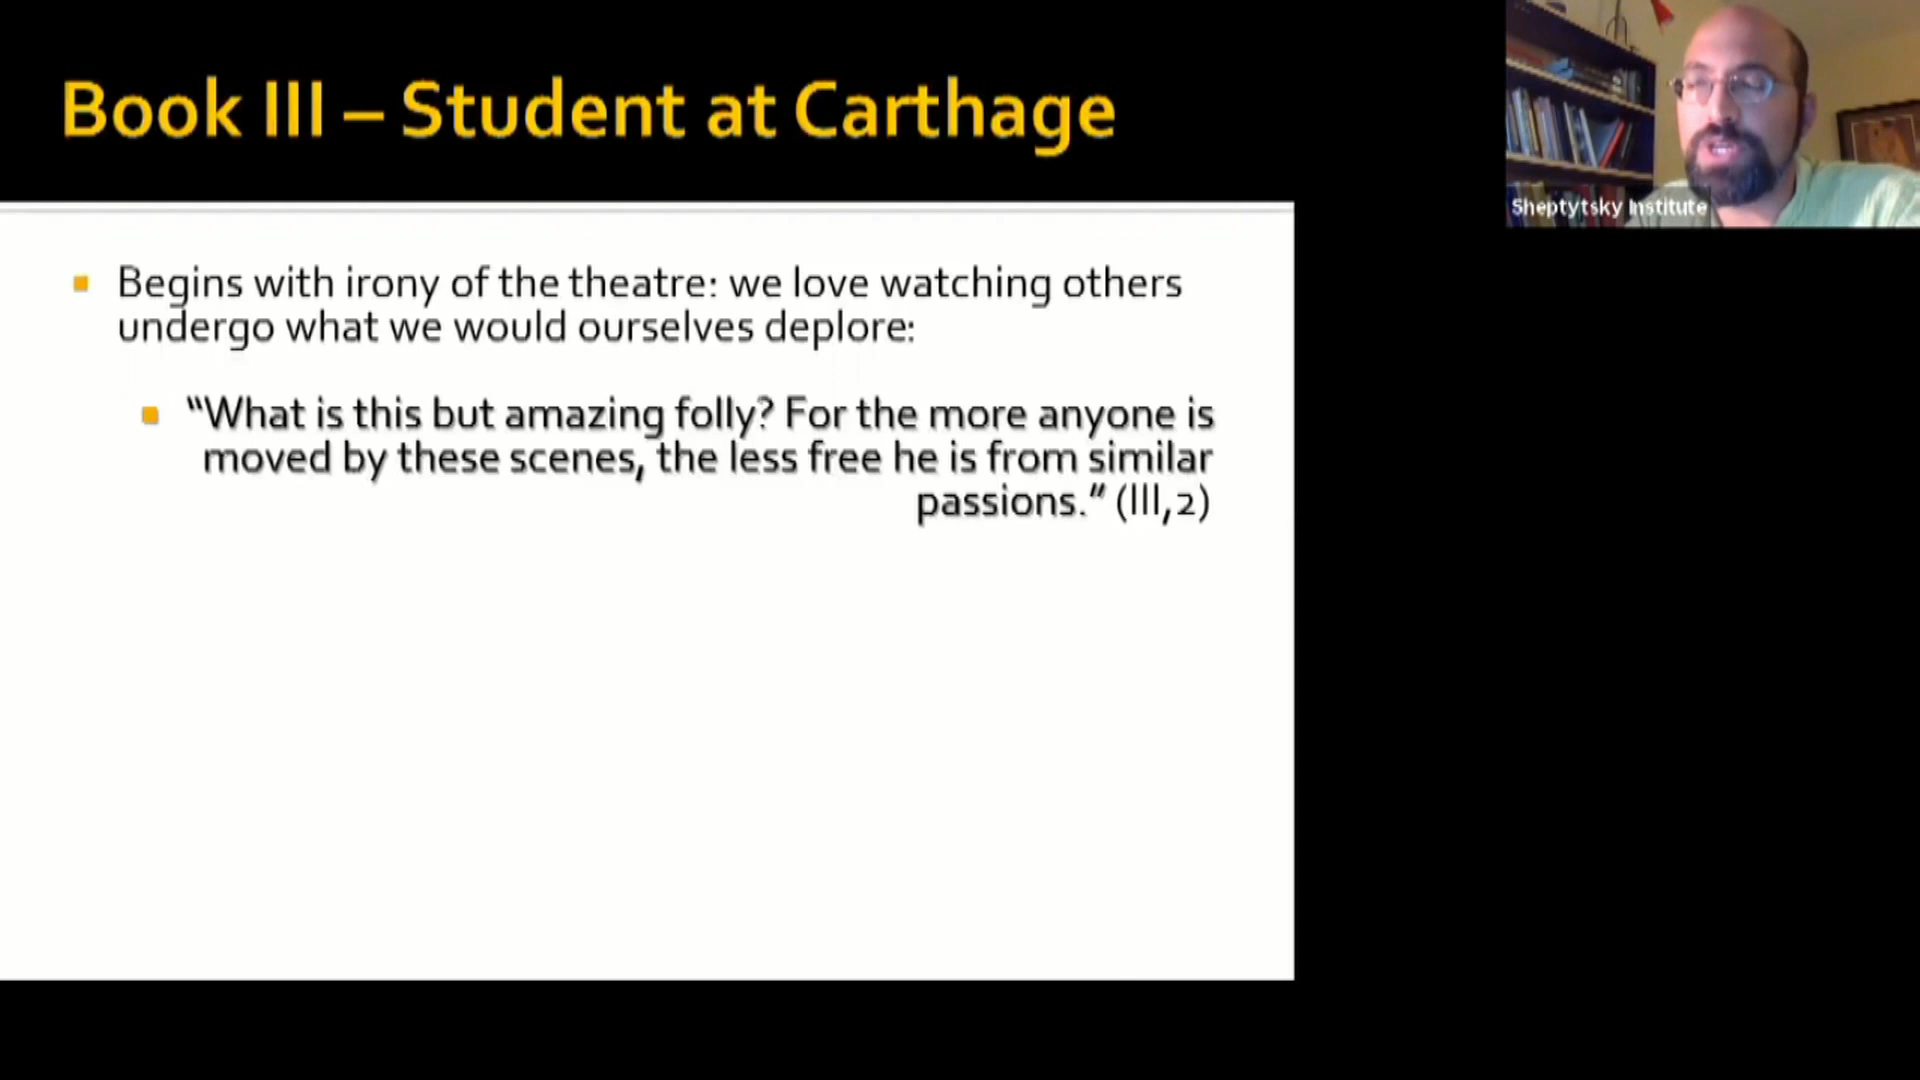 Book III – Student at Carthage
Sheptytsky Institute
Begins with irony of the theatre: we love watching others
undergo what we would ourselves deplore:
“What is this but amazing folly? For the more anyone is
moved by these scenes, the less free he is from similar
passions.” (III,2)